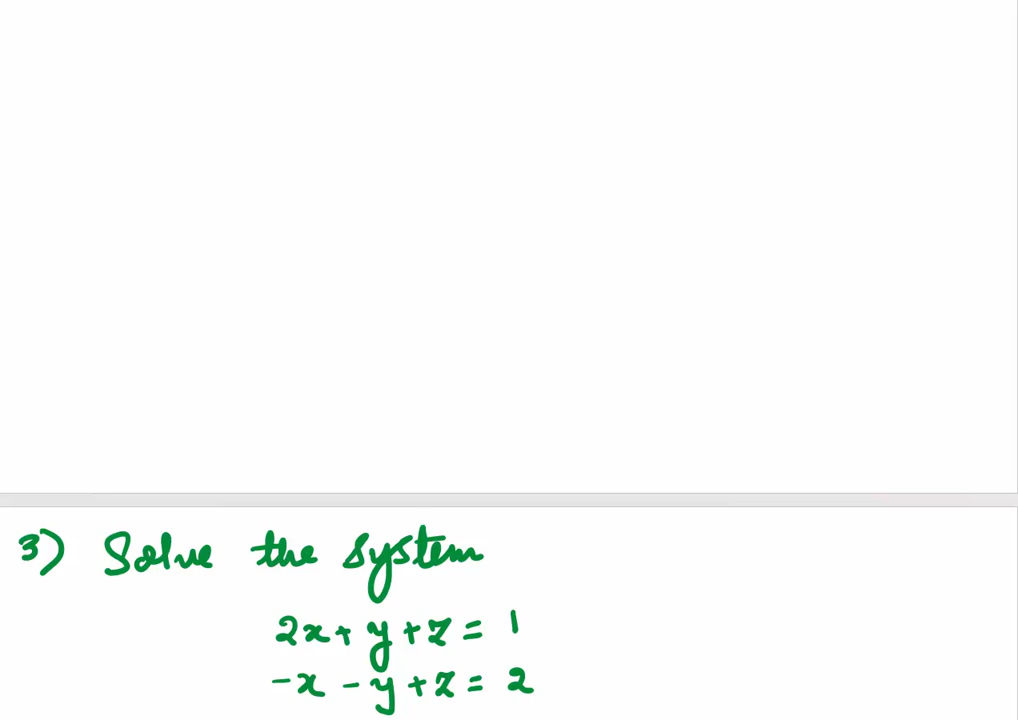 3) Solve the system
2x + y + z = 1
-x - y + z = 2